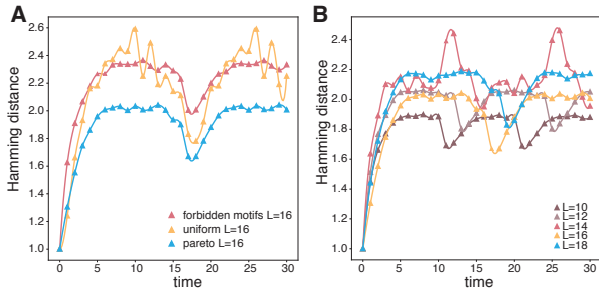 A
Hamming distance
2.6
2.4
2.2
2.0
1.8
1.6
1.4
1.2
1.0
0 5 10 15 20 25 30
time
forbidden motifs L=16
uniform L=16
pareto L=16
B
Hamming distance
2.4
2.2
2.0
1.8
1.6
1.4
1.2
1.0
0 5 10 15 20 25 30
time
L=10
L=12
L=14
L=16
L=18